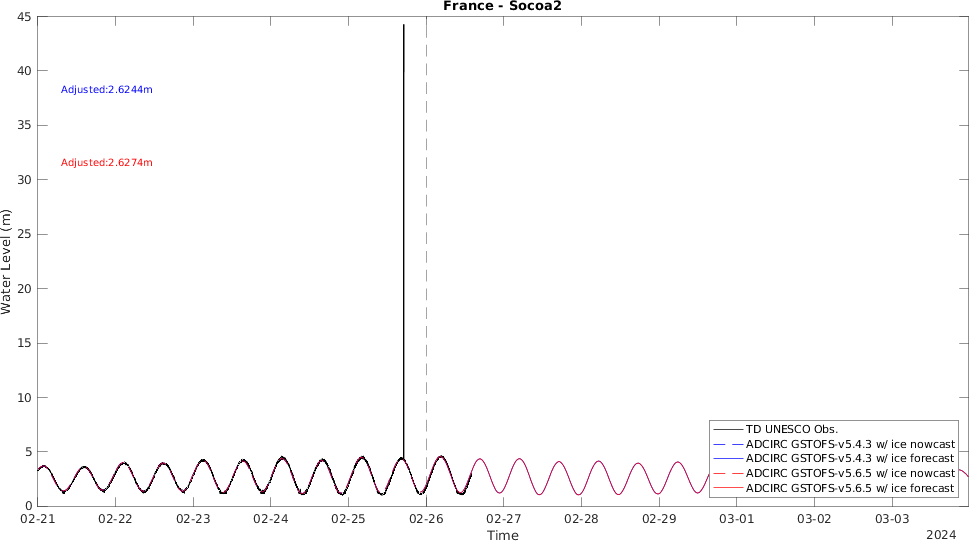 France - Socoa2
45
40
35
30
25
20
15
10
5
0
Water Level (m)
Adjusted:2.6244m
Adjusted:2.6274m
TD UNESCO Obs.
ADCIRC GSTOFS-v5.4.3 w/ ice nowcast
ADCIRC GSTOFS-v5.4.3 w/ ice forecast
ADCIRC GSTOFS-v5.6.5 w/ ice nowcast
ADCIRC GSTOFS-v5.6.5 w/ ice forecast
02-21 02-22 02-23 02-24 02-25 02-26 02-27 02-28 02-29 03-01 03-02 03-03
Time
2024